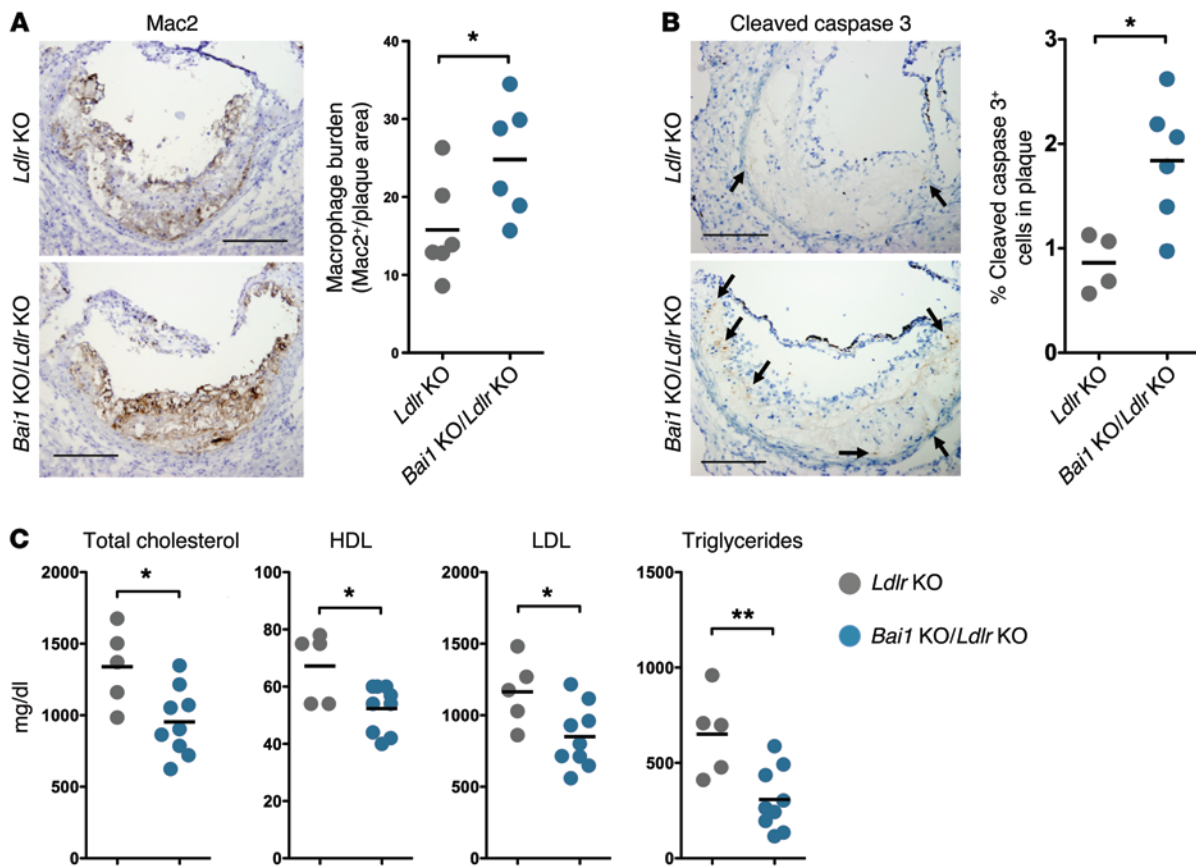 A
Mac2
Ldlr KO
Bai1 KO/Ldlr KO
Macrophage burden
(Mac2+/plaque area)
40
30
20
10
0
*
Ldlr KO
Bai1 KO/Ldlr KO
B
Cleaved caspase 3
Ldlr KO
Bai1 KO/Ldlr KO
% Cleaved caspase 3+
cells in plaque
3
2
1
0
*
Ldlr KO
Bai1 KO/Ldlr KO
C
mg/dl
Total cholesterol
2000
1500
1000
500
0
*
HDL
100
80
60
40
20
0
*
LDL
2000
1500
1000
500
0
*
Triglycerides
1500
1000
500
0
**
Ldlr KO
Bai1 KO/Ldlr KO